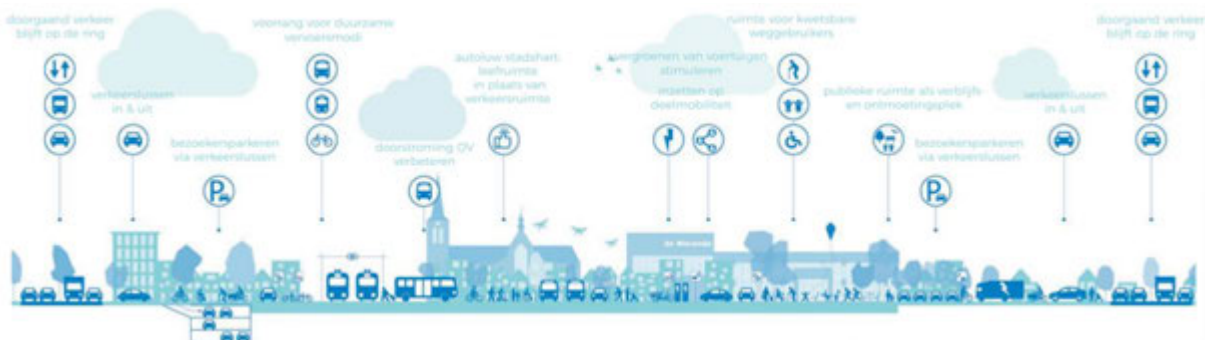 doorgaand verkeer
blijft op de ring
verkeerslussen
in & uit
bezoekersparkeren
via verkeerslussen
P
voorrang voor duurzame
vervoersmodi
doorstroming OV
verbeteren
autoluw stadshart,
leefruimte
in plaats van
verkeersruimte
vergroenen van voertuigen
stimuleren
inzetten op
deelmobiliteit
ruimte voor kwetsbare
weggebruikers
publieke ruimte als verblijfs-
en ontmoetingsplek
bezoekersparkeren
via verkeerslussen
P
verkeerslussen
in & uit
doorgaand verkeer
blijft op de ring